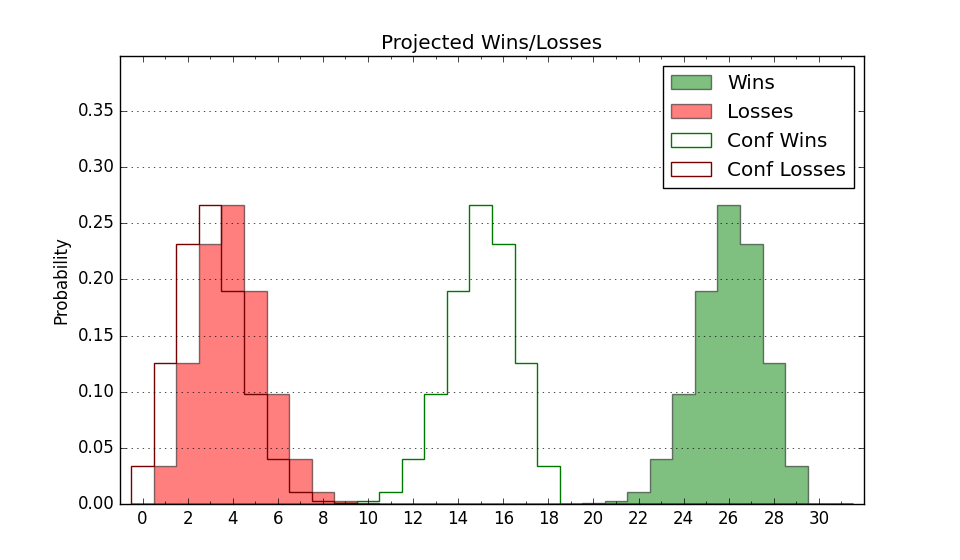 Projected Wins/Losses
Wins
Losses
Conf Wins
Conf Losses
Probability
0.35
0.30
0.25
0.20
0.15
0.10
0.05
0.00
0 2 4 6 8 10 12 14 16 18 20 22 24 26 28 30